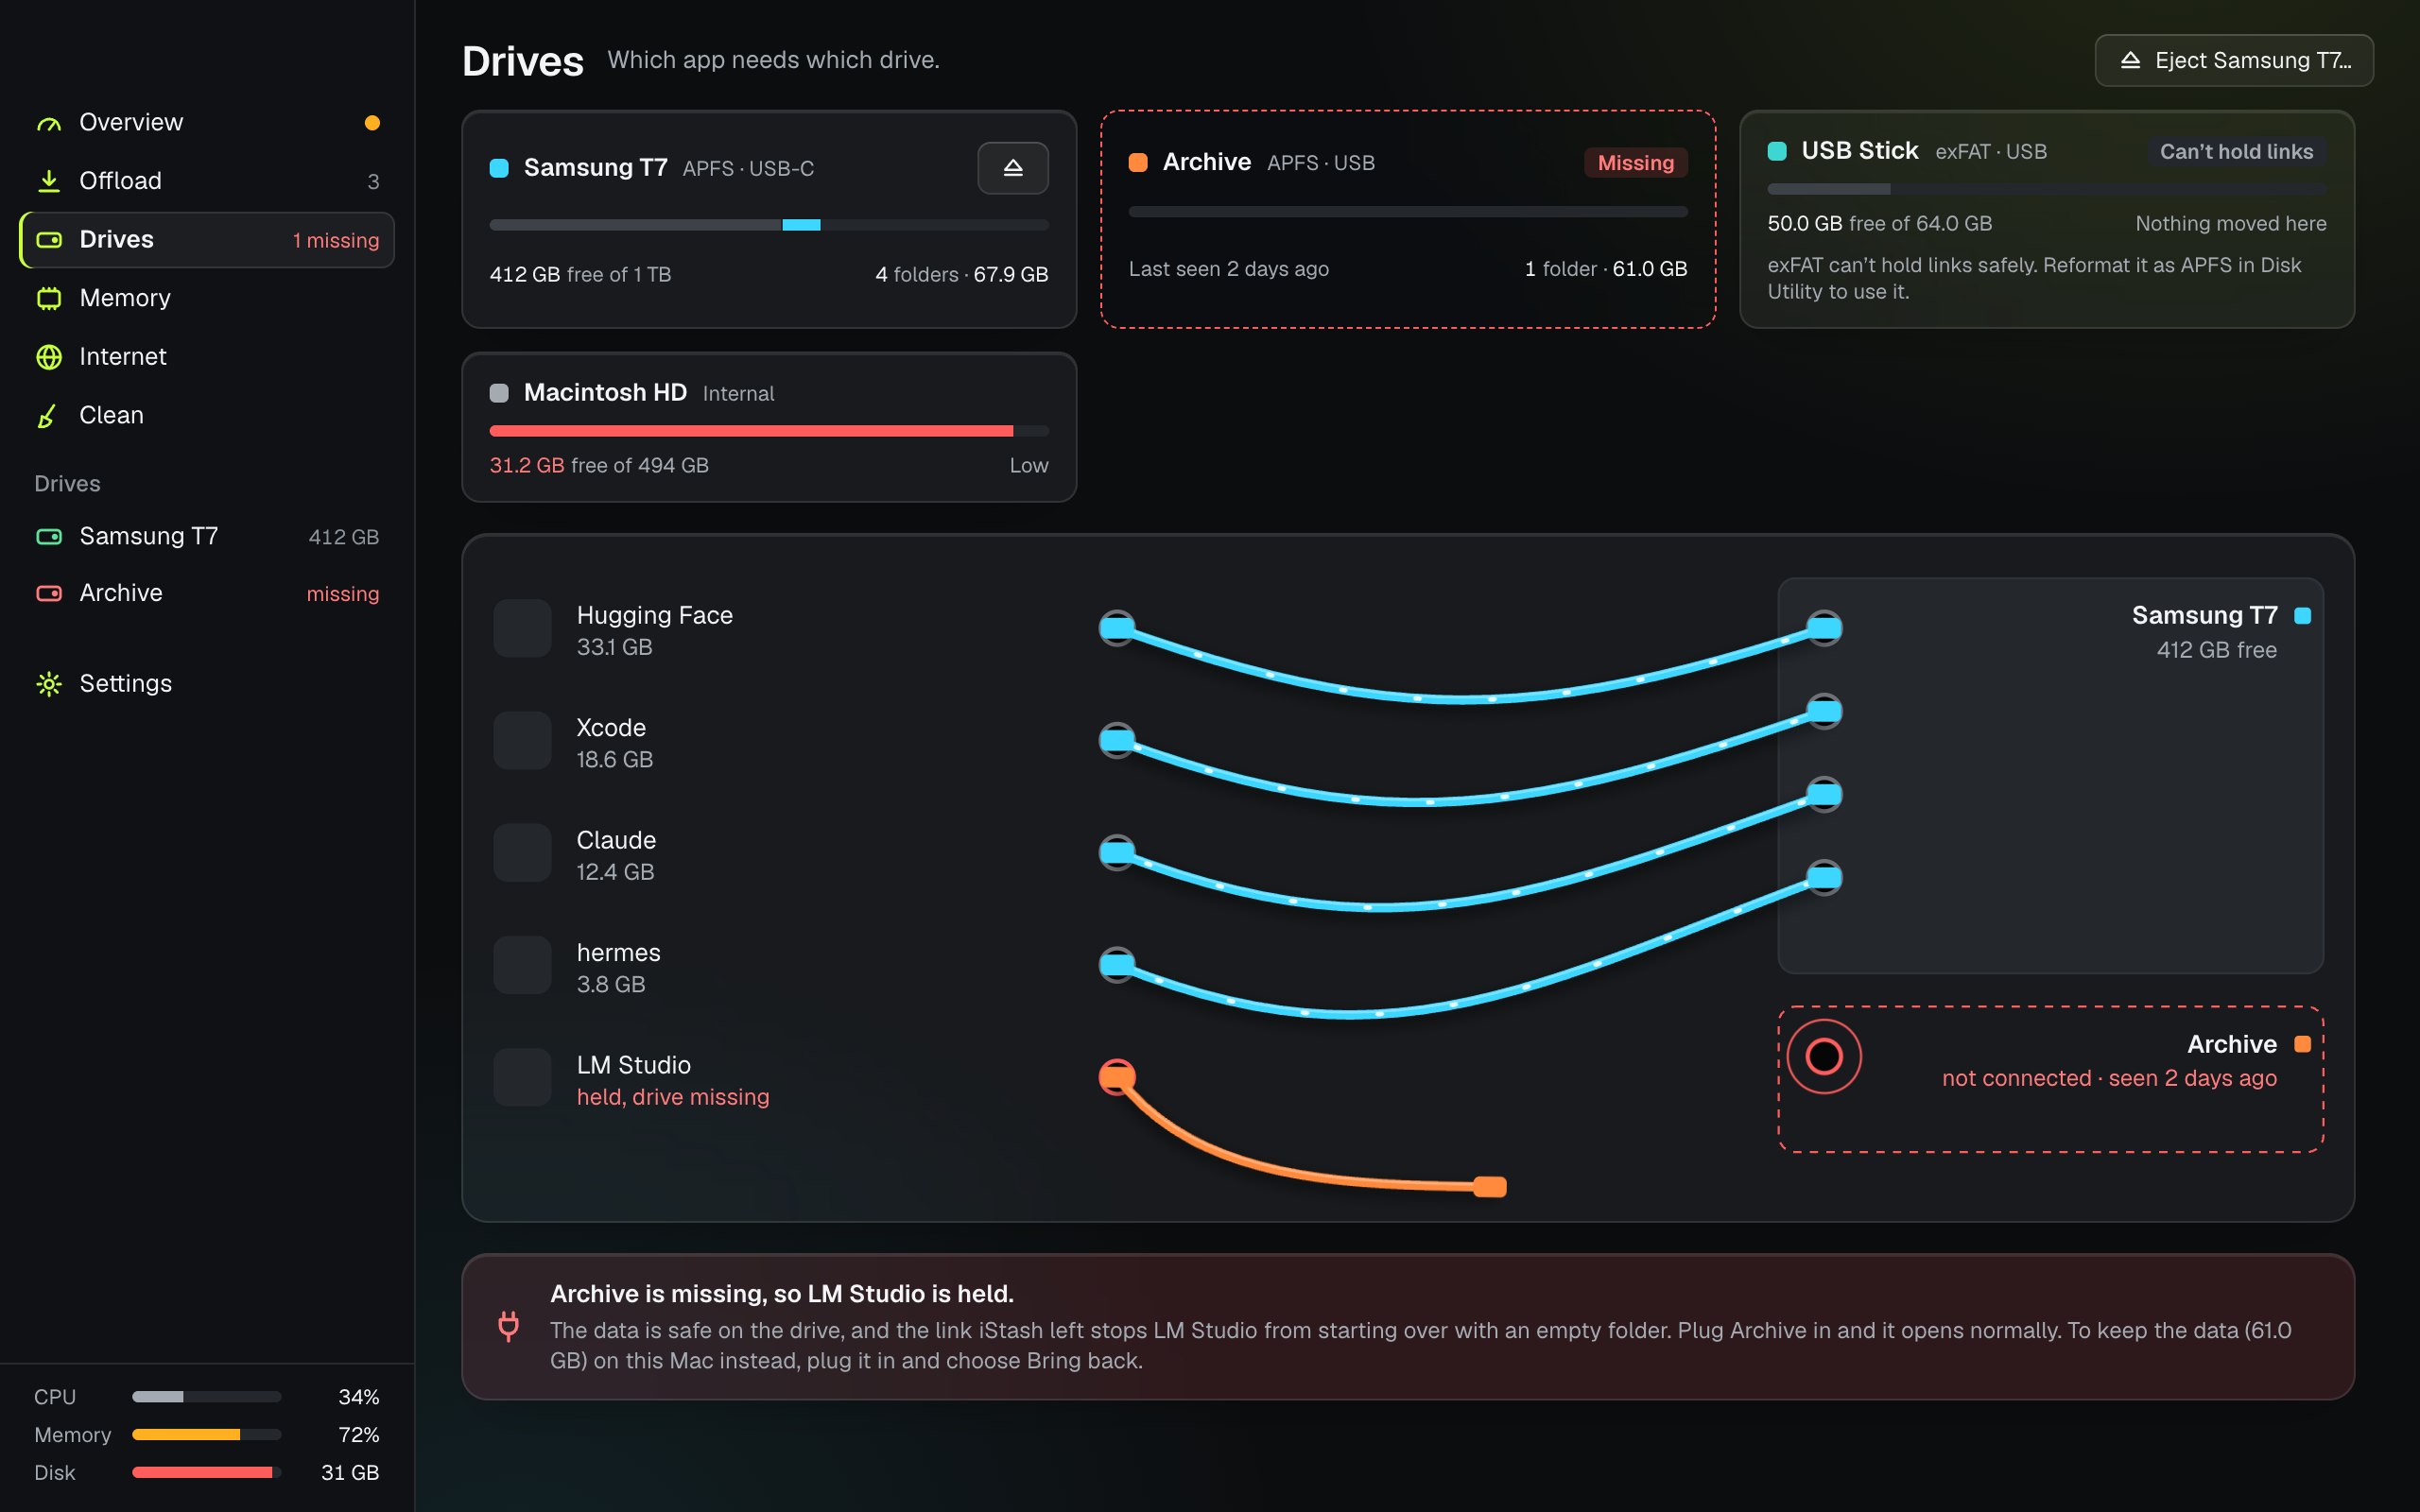 Drives
Which app needs which drive.
Eject Samsung T7...
Overview
Offload
3
Drives
1 missing
Memory
Internet
Clean
Drives
Samsung T7
412 GB
Archive
missing
Settings
CPU
34%
Memory
72%
Disk
31 GB
Samsung T7
APFS · USB-C
412 GB free of 1 TB
4 folders · 67.9 GB
Archive
APFS · USB
Missing
Last seen 2 days ago
1 folder · 61.0 GB
USB Stick
exFAT · USB
Can’t hold links
50.0 GB free of 64.0 GB
Nothing moved here
exFAT can’t hold links safely. Reformat it as APFS in Disk
Utility to use it.
Macintosh HD
Internal
31.2 GB free of 494 GB
Low
Hugging Face
33.1 GB
Xcode
18.6 GB
Claude
12.4 GB
hermes
3.8 GB
LM Studio
held, drive missing
Samsung T7
412 GB free
Archive
not connected · seen 2 days ago
Archive is missing, so LM Studio is held.
The data is safe on the drive, and the link iStash left stops LM Studio from starting over with an empty folder. Plug Archive in and it opens normally. To keep the data (61.0
GB) on this Mac instead, plug it in and choose Bring back.